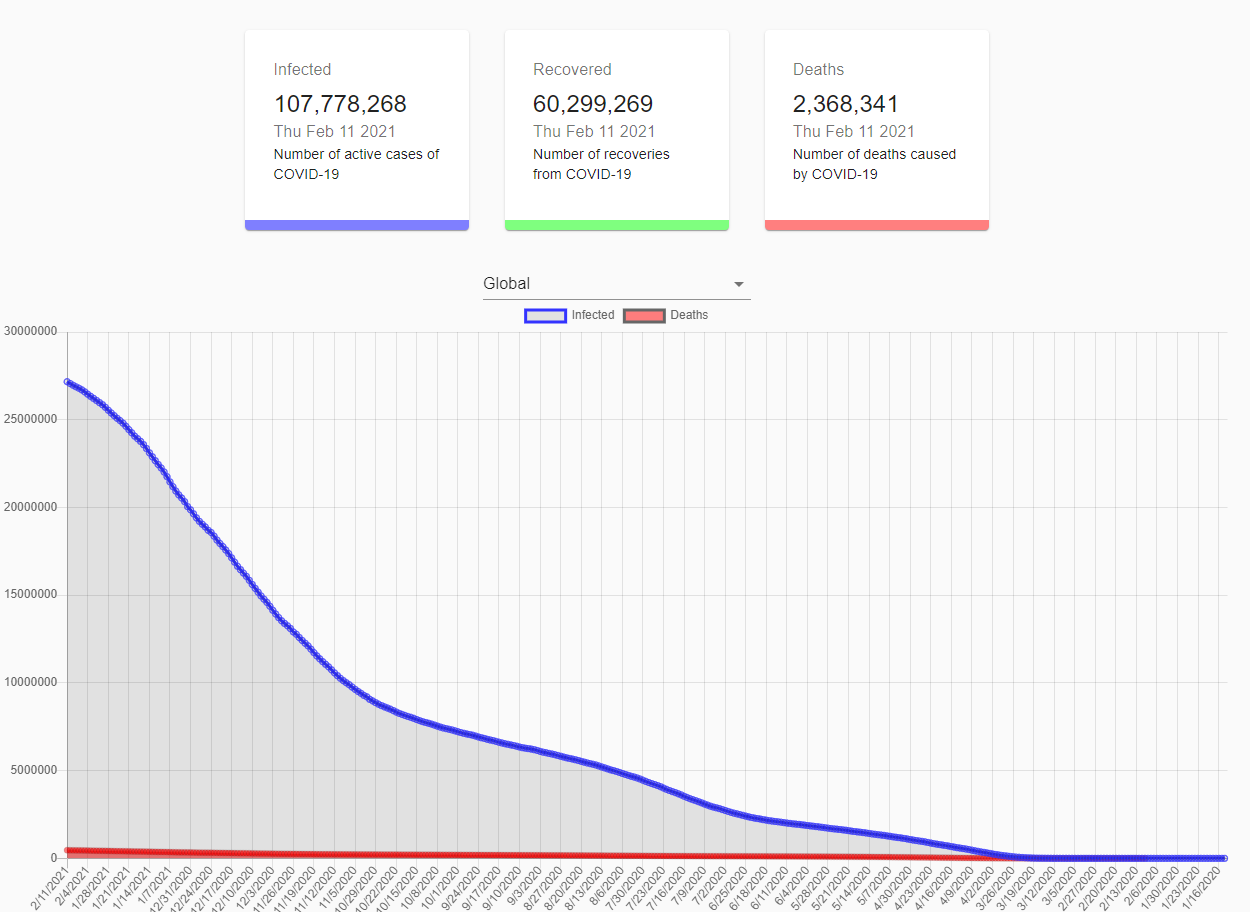 Infected
107,778,268
Thu Feb 11 2021
Number of active cases of
COVID-19
Recovered
60,299,269
Thu Feb 11 2021
Number of recoveries
from COVID-19
Deaths
2,368,341
Thu Feb 11 2021
Number of deaths caused
by COVID-19
Global
Infected Deaths
30000000
25000000
20000000
15000000
10000000
5000000
0
2/11/2021 2/4/2021 1/28/2021 1/21/2021 1/14/2021 1/7/2021 12/31/2020 12/24/2020 12/17/2020 12/10/2020 12/3/2020 11/26/2020 11/19/2020 11/12/2020 11/5/2020 10/29/2020 10/22/2020 10/15/2020 10/8/2020 10/1/2020 9/24/2020 9/17/2020 9/10/2020 9/3/2020 8/27/2020 8/20/2020 8/13/2020 8/6/2020 7/30/2020 7/23/2020 7/16/2020 7/9/2020 7/2/2020 6/25/2020 6/18/2020 6/11/2020 6/4/2020 5/28/2020 5/21/2020 5/14/2020 5/7/2020 4/30/2020 4/23/2020 4/16/2020 4/9/2020 4/2/2020 3/26/2020 3/19/2020 3/12/2020 3/5/2020 2/27/2020 2/20/2020 2/13/2020 2/6/2020 1/30/2020 1/23/2020 1/16/2020